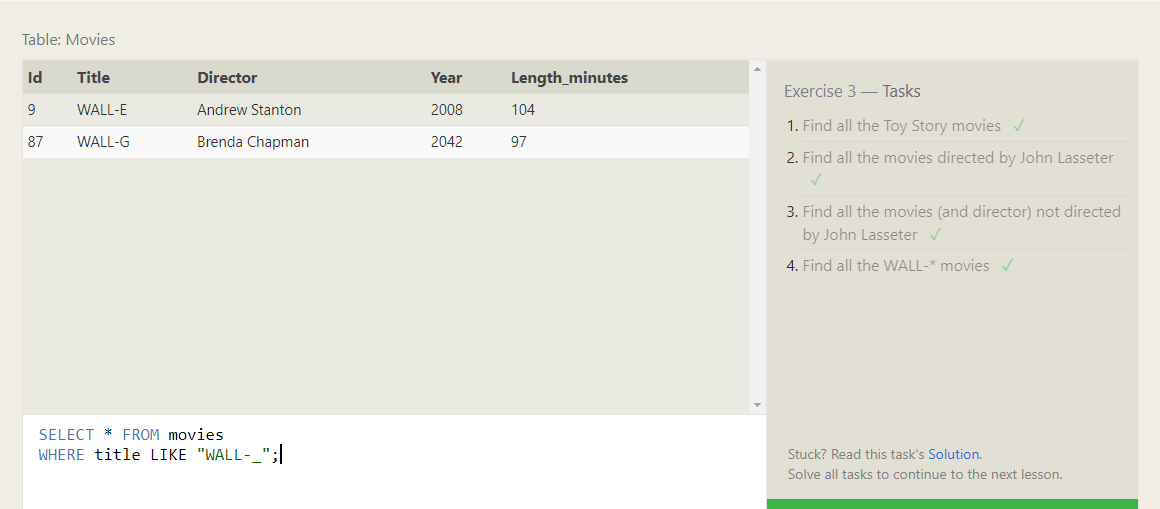 Table: Movies
Id Title Director Year Length_minutes
9 WALL-E Andrew Stanton 2008 104
87 WALL-G Brenda Chapman 2042 97
SELECT * FROM movies
WHERE title LIKE "WALL-_";
Exercise 3 — Tasks
1. Find all the Toy Story movies ✓
2. Find all the movies directed by John Lasseter
✓
3. Find all the movies (and director) not directed
by John Lasseter ✓
4. Find all the WALL-* movies ✓
Stuck? Read this task's Solution.
Solve all tasks to continue to the next lesson.